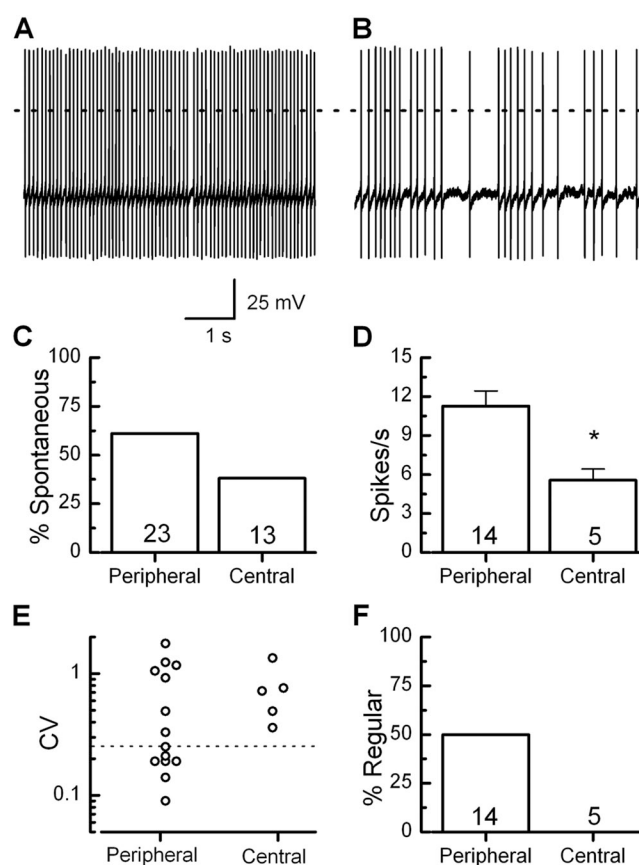 A
B
25 mV
1 s
C
% Spontaneous
100
75
50
25
0
23
13
Peripheral
Central
D
Spikes/s
15
12
9
6
3
0
*
14
5
Peripheral
Central
E
CV
1
0.1
Peripheral
Central
F
% Regular
100
75
50
25
0
14
5
Peripheral
Central